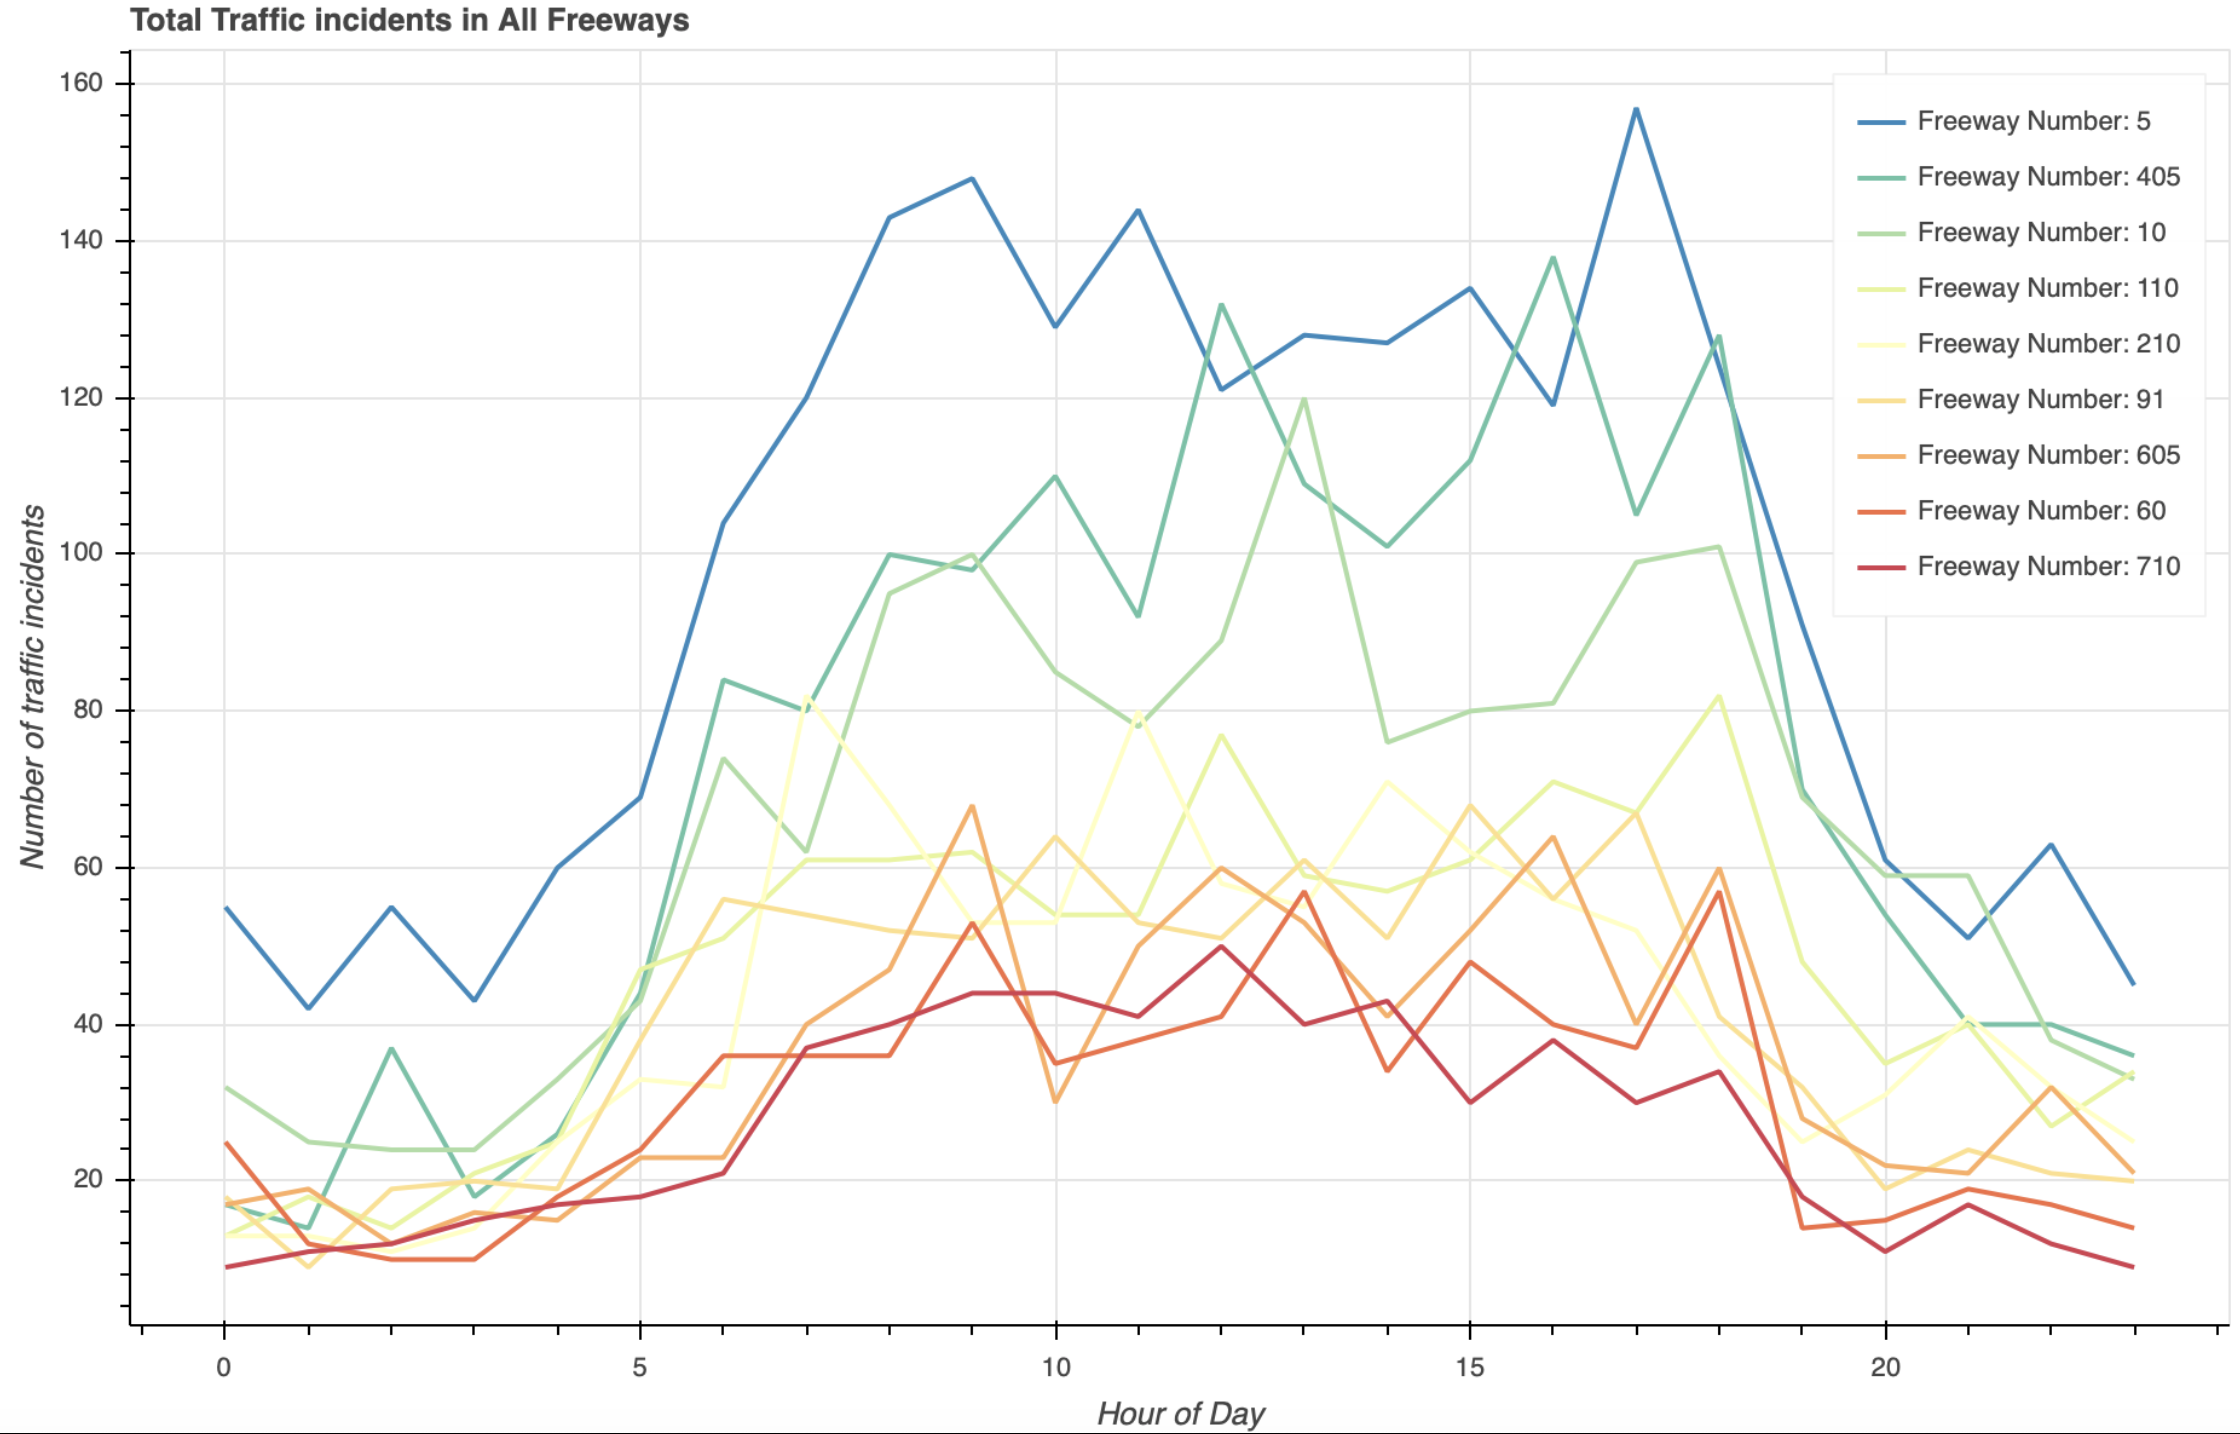 Total Traffic incidents in All Freeways
160
140
120
100
80
60
40
20
Number of traffic incidents
0
5
10
15
20
Hour of Day
Freeway Number: 5
Freeway Number: 405
Freeway Number: 10
Freeway Number: 110
Freeway Number: 210
Freeway Number: 91
Freeway Number: 605
Freeway Number: 60
Freeway Number: 710